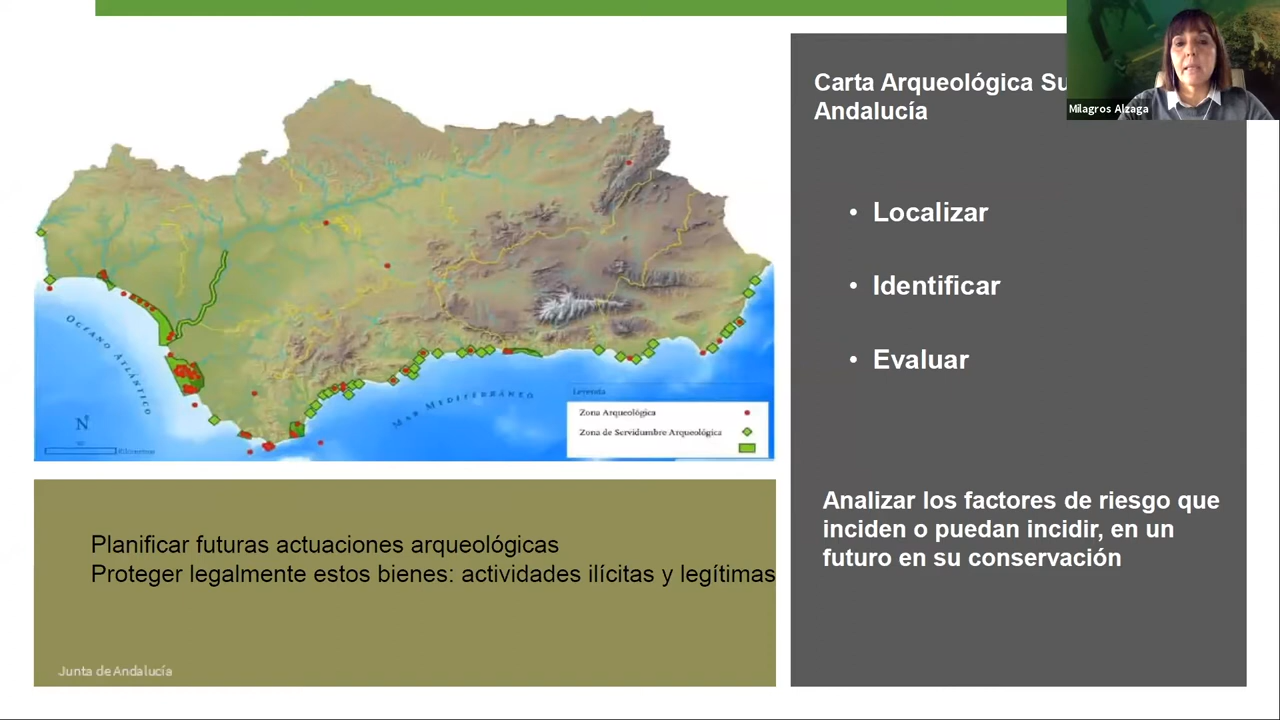 Carta Arqueológica Su
Andalucía
Milagros Alzaga
• Localizar
• Identificar
• Evaluar
Analizar los factores de riesgo que
inciden o puedan incidir, en un
futuro en su conservación
OCÉANO ATLÁNTICO
MAR MEDITERRÁNEO
N
Leyenda
Zona Arqueológica
Zona de Servidumbre Arqueológica
Planificar futuras actuaciones arqueológicas
Proteger legalmente estos bienes: actividades ilícitas y legítimas
Junta de Andalucía